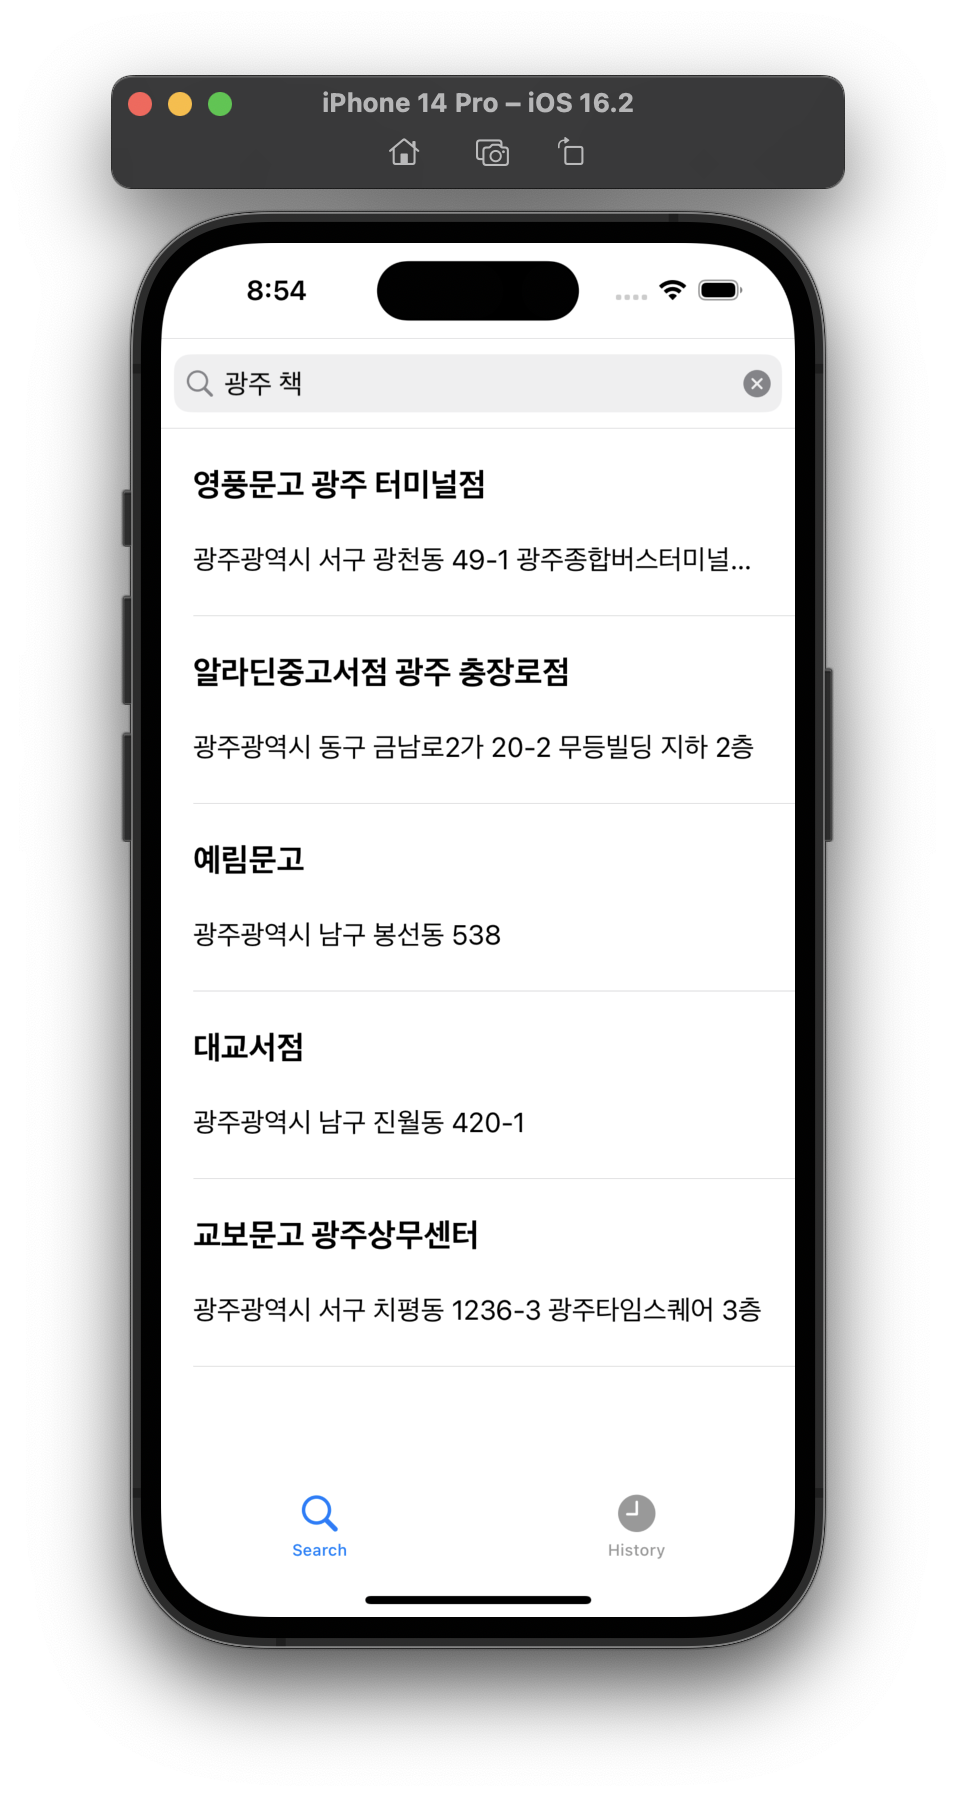 iPhone 14 Pro – iOS 16.2
8:54
광주 책
영풍문고 광주 터미널점
광주광역시 서구 광천동 49-1 광주종합버스터미널...
알라딘중고서점 광주 충장로점
광주광역시 동구 금남로2가 20-2 무등빌딩 지하 2층
예림문고
광주광역시 남구 봉선동 538
대교서점
광주광역시 남구 진월동 420-1
교보문고 광주상무센터
광주광역시 서구 치평동 1236-3 광주타임스퀘어 3층
Search
History